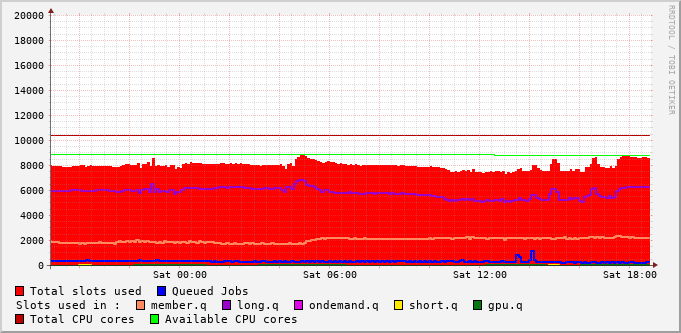 20000
18000
16000
14000
12000
10000
8000
6000
4000
2000
0
Sat 00:00 Sat 06:00 Sat 12:00 Sat 18:00
RRDTOOL / TOBI OETIKER
Total slots used Queued Jobs
Slots used in : member.q long.q ondemand.q short.q gpu.q
Total CPU cores Available CPU cores